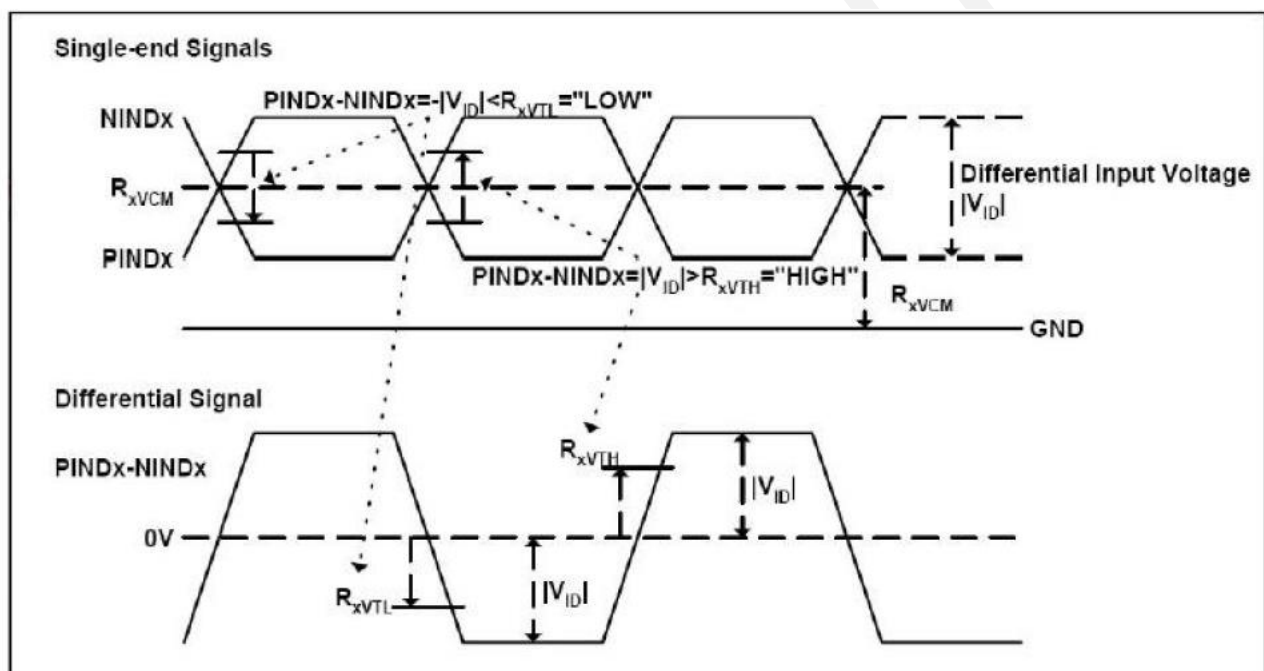 Single-end Signals
PINDx-NINDx=-|VID|<RxVTL="LOW"
NINDx
RxVCM
Differential Input Voltage
|VID|
PINDx
PINDx-NINDx=|VID|>RxVTH="HIGH"
RxVCM
GND
Differential Signal
PINDx-NINDx
RxVTH
|VID|
0V
RxVTL
|VID|